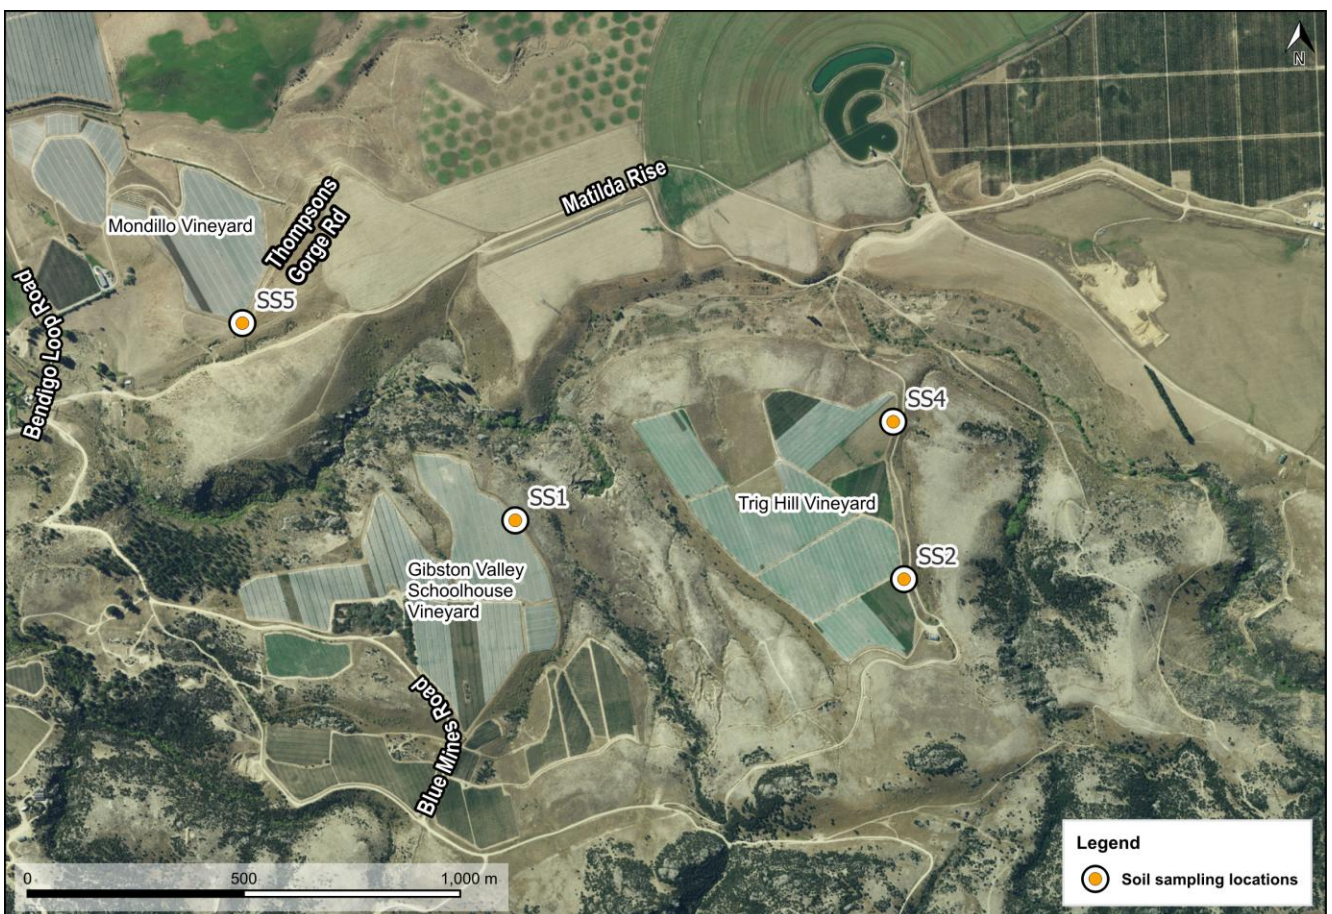 N
Matilda Rise
Thompsons
Gorge Rd
Mondillo Vineyard
SS5
Bendigo Loop Road
SS4
SS1
Trig Hill Vineyard
SS2
Gibston Valley
Schoolhouse
Vineyard
Blue Mines Road
Legend
Soil sampling locations
0 500 1,000 m